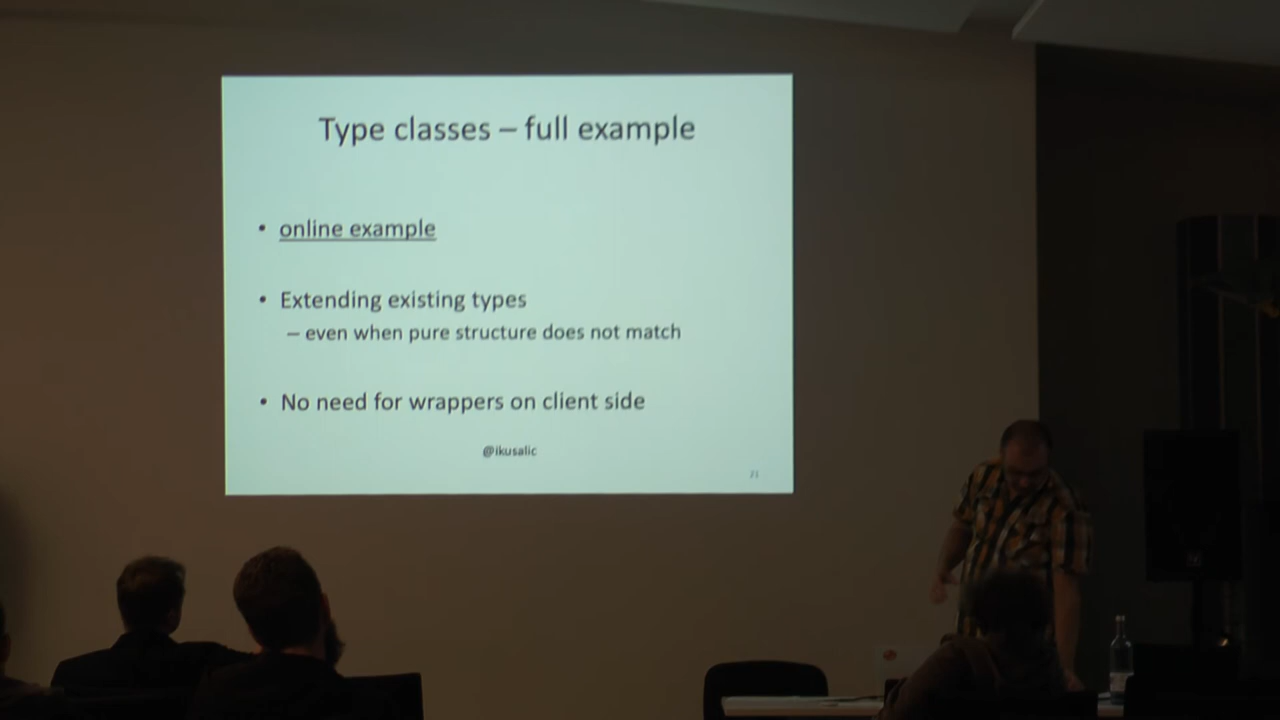 Type classes – full example
• online example
• Extending existing types
– even when pure structure does not match
• No need for wrappers on client side
@ikusalic